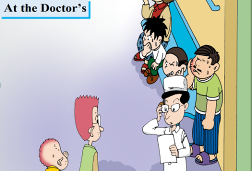 At the Doctor's